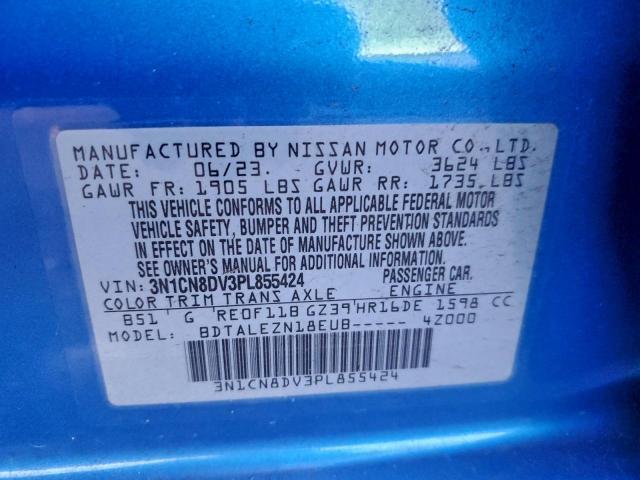 MANUFACTURED BY NISSAN MOTOR CO., LTD.
DATE: 06/23. GVWR: 3624 LBS
GAWR FR: 1905 LBS GAWR RR: 1735 LBS
THIS VEHICLE CONFORMS TO ALL APPLICABLE FEDERAL MOTOR
VEHICLE SAFETY, BUMPER AND THEFT PREVENTION STANDARDS
IN EFFECT ON THE DATE OF MANUFACTURE SHOWN ABOVE.
SEE OWNER'S MANUAL FOR ADDITIONAL INFORMATION.
VIN: 3N1CN8DV3PL855424 PASSENGER CAR.
COLOR TRIM TRANS AXLE ENGINE
B51 G RE0F11B GZ39 HR16DE 1598 CC
MODEL: BDTALEZN18EUB----- 4Z000
3N1CN8DV3PL855424